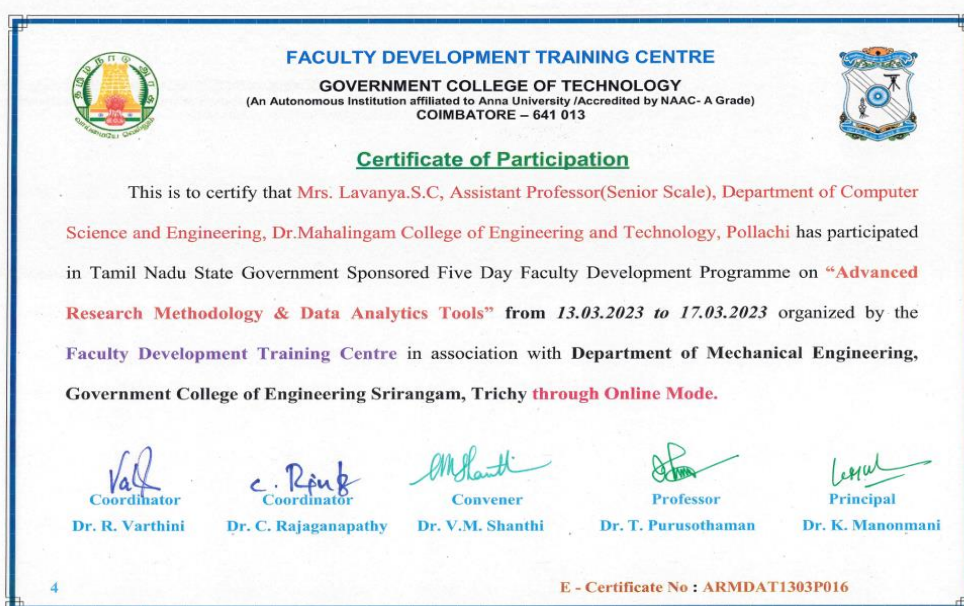 தமிழ்நாடு அரசு
வாய்மையே வெல்லும்
FACULTY DEVELOPMENT TRAINING CENTRE
GOVERNMENT COLLEGE OF TECHNOLOGY
(An Autonomous Institution affiliated to Anna University /Accredited by NAAC- A Grade)
COIMBATORE – 641 013
Certificate of Participation
This is to certify that Mrs. Lavanya.S.C, Assistant Professor(Senior Scale), Department of Computer
Science and Engineering, Dr.Mahalingam College of Engineering and Technology, Pollachi has participated
in Tamil Nadu State Government Sponsored Five Day Faculty Development Programme on “Advanced
Research Methodology & Data Analytics Tools” from 13.03.2023 to 17.03.2023 organized by the
Faculty Development Training Centre in association with Department of Mechanical Engineering,
Government College of Engineering Srirangam, Trichy through Online Mode.
Coordinator Coordinator Convener Professor Principal
Dr. R. Varthini Dr. C. Rajaganapathy Dr. V.M. Shanthi Dr. T. Purusothaman Dr. K. Manonmani
4 E - Certificate No : ARMDAT1303P016